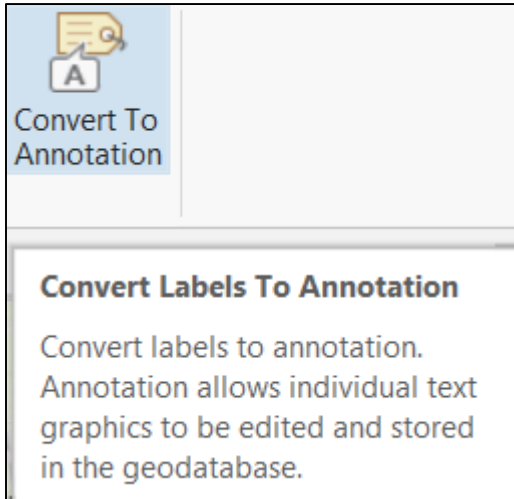 A
Convert To
Annotation
Convert Labels To Annotation
Convert labels to annotation.
Annotation allows individual text
graphics to be edited and stored
in the geodatabase.